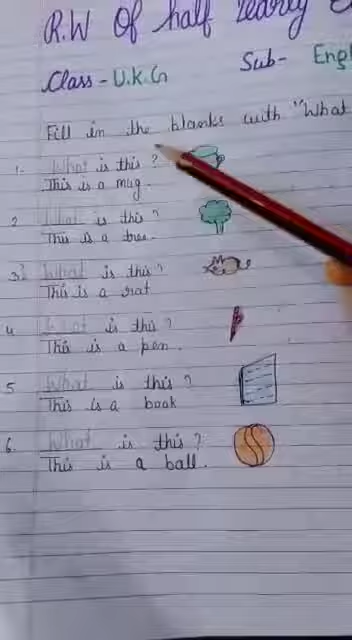 R.W Of half Yearly
Class - U.K.G Sub- Engl
Fill in the blanks with "What
1. What is this?
This is a mug.
2. What is this?
This is a tree.
3. What is this?
This is a rat
4. What is this?
This is a pen.
5 What is this?
This is a book
6. What is this?
This is a ball.